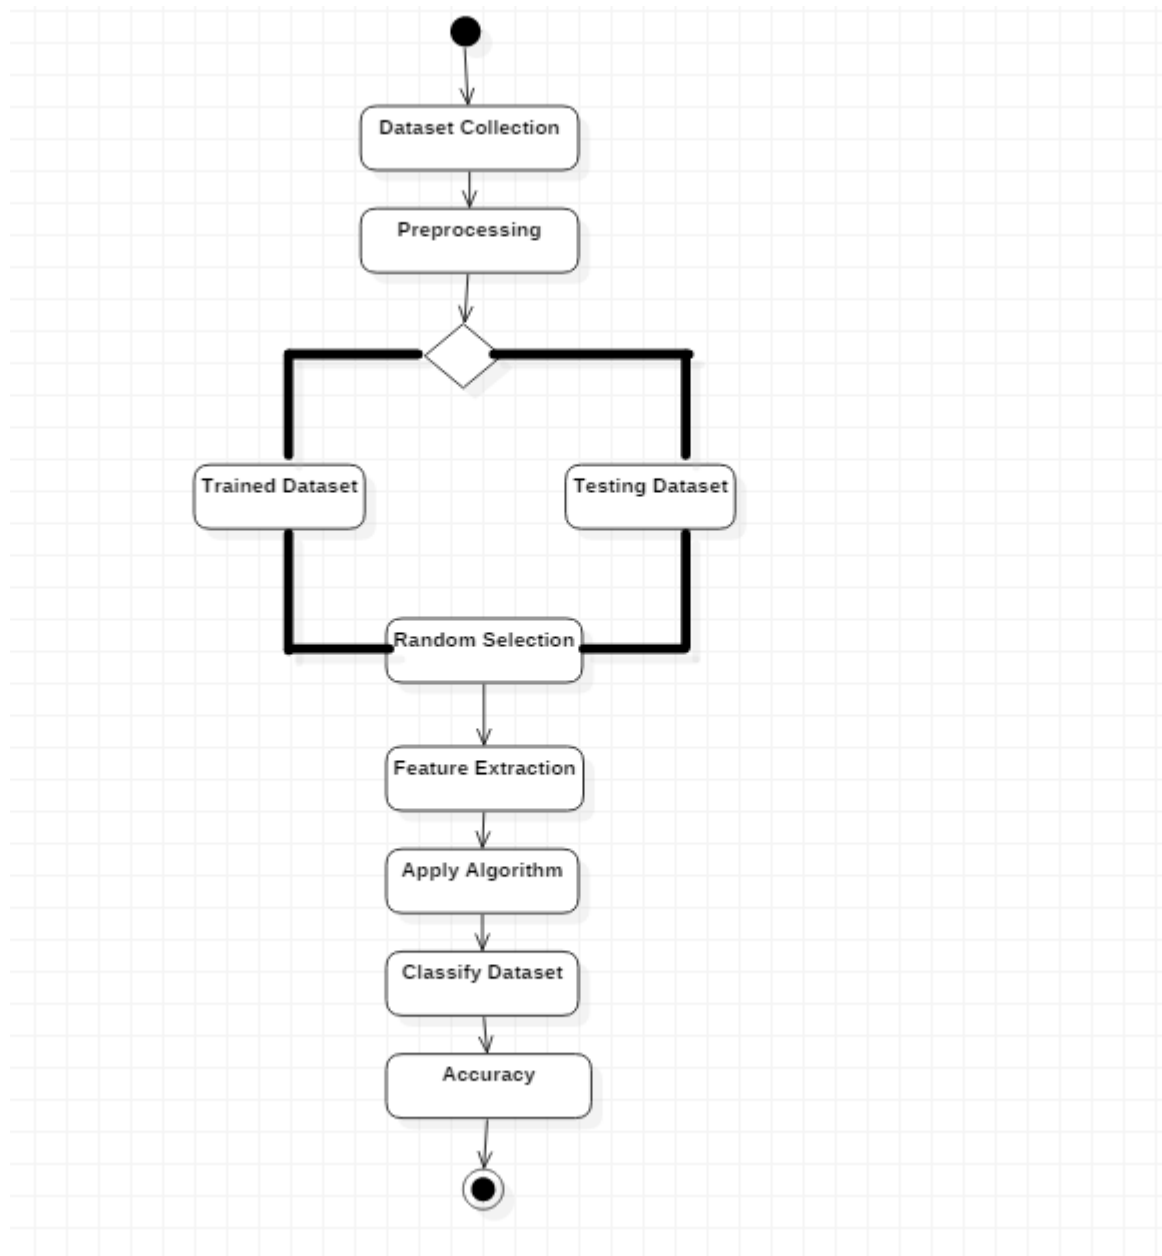 Dataset Collection
Preprocessing
Trained Dataset
Testing Dataset
Random Selection
Feature Extraction
Apply Algorithm
Classify Dataset
Accuracy